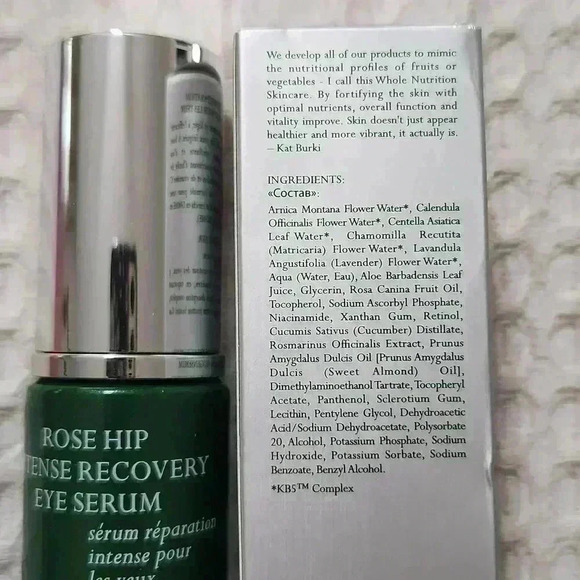 We develop all of our products to mimic
the nutritional profiles of fruits or
vegetables - I call this Whole Nutrition
Skincare. By fortifying the skin with
optimal nutrients, overall function and
vitality improve. Skin doesn't just appear
healthier and more vibrant, it actually is.
– Kat Burki
INGREDIENTS:
«Состав»:
Arnica Montana Flower Water*, Calendula
Officinalis Flower Water*, Centella Asiatica
Leaf Water*, Chamomilla Recutita
(Matricaria) Flower Water*, Lavandula
Angustifolia (Lavender) Flower Water*,
Aqua (Water, Eau), Aloe Barbadensis Leaf
Juice, Glycerin, Rosa Canina Fruit Oil,
Tocopherol, Sodium Ascorbyl Phosphate,
Niacinamide, Xanthan Gum, Retinol,
Cucumis Sativus (Cucumber) Distillate,
Rosmarinus Officinalis Extract, Prunus
Amygdalus Dulcis Oil [Prunus Amygdalus
Dulcis (Sweet Almond) Oil],
Dimethylaminoethanol Tartrate, Tocopheryl
Acetate, Panthenol, Sclerotium Gum,
Lecithin, Pentylene Glycol, Dehydroacetic
Acid/Sodium Dehydroacetate, Polysorbate
20, Alcohol, Potassium Phosphate, Sodium
Hydroxide, Potassium Sorbate, Sodium
Benzoate, Benzyl Alcohol.
*KB5™ Complex
ROSE HIP
TENSE RECOVERY
EYE SERUM
sérum réparation
intense pour
les yeux